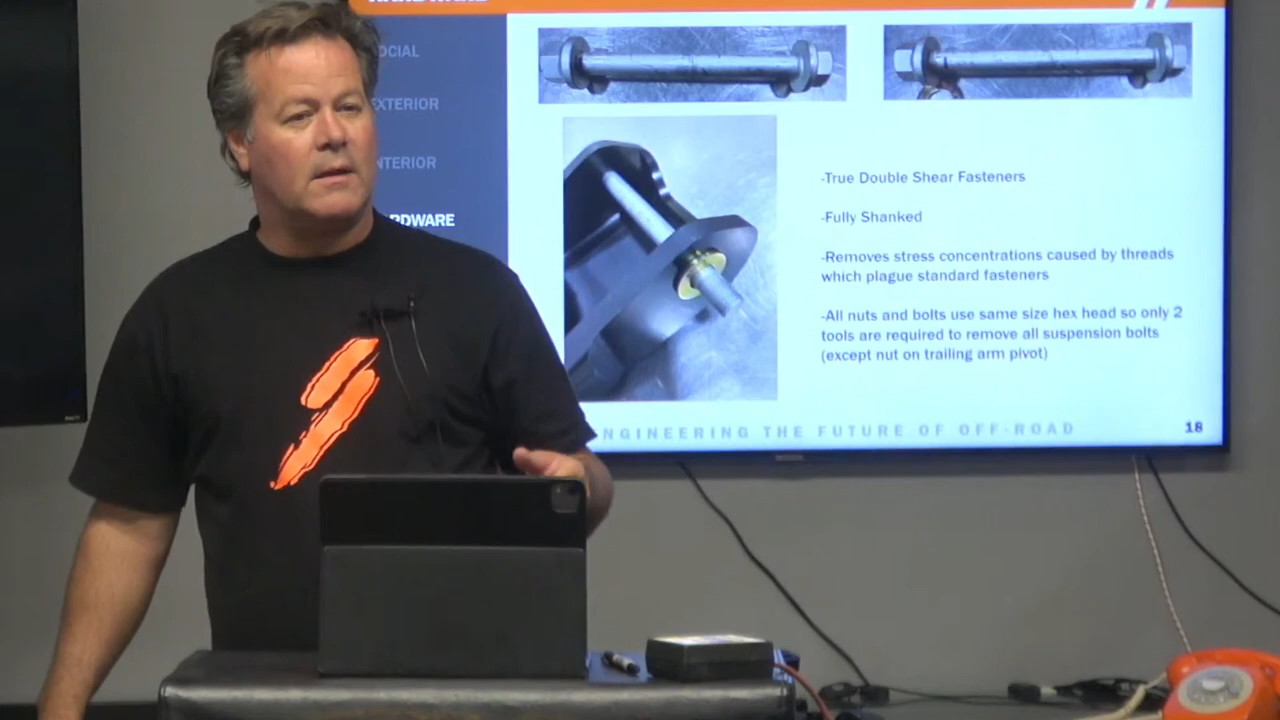 OCIAL
EXTERIOR
NTERIOR
RDWARE
-True Double Shear Fasteners
-Fully Shanked
-Removes stress concentrations caused by threads
which plague standard fasteners
-All nuts and bolts use same size hex head so only 2
tools are required to remove all suspension bolts
(except nut on trailing arm pivot)
NGINEERING THE FUTURE OF OFF-ROAD
18